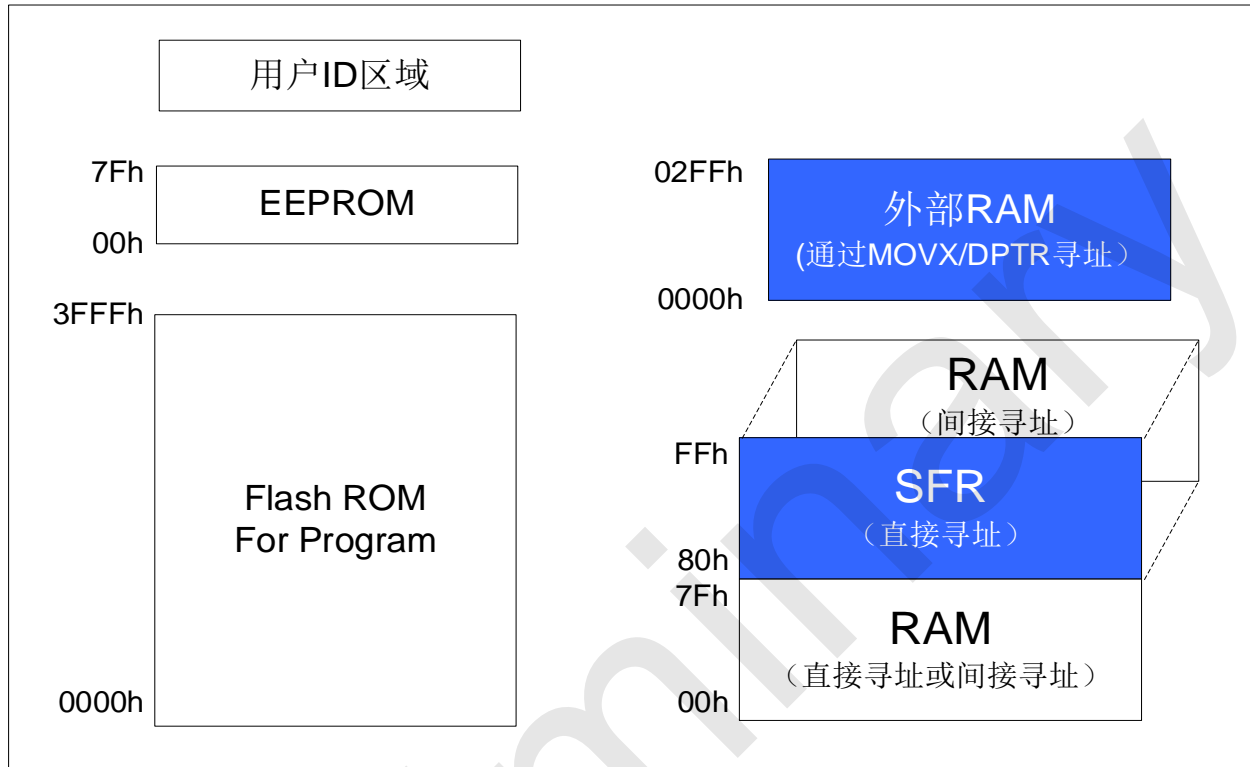 用户ID区域
7Fh
EEPROM
00h
3FFFh
Flash ROM
For Program
0000h
02FFh
外部RAM
(通过MOVX/DPTR寻址）
0000h
RAM
（间接寻址）
FFh
SFR
（直接寻址）
80h
7Fh
RAM
（直接寻址或间接寻址）
00h
minary